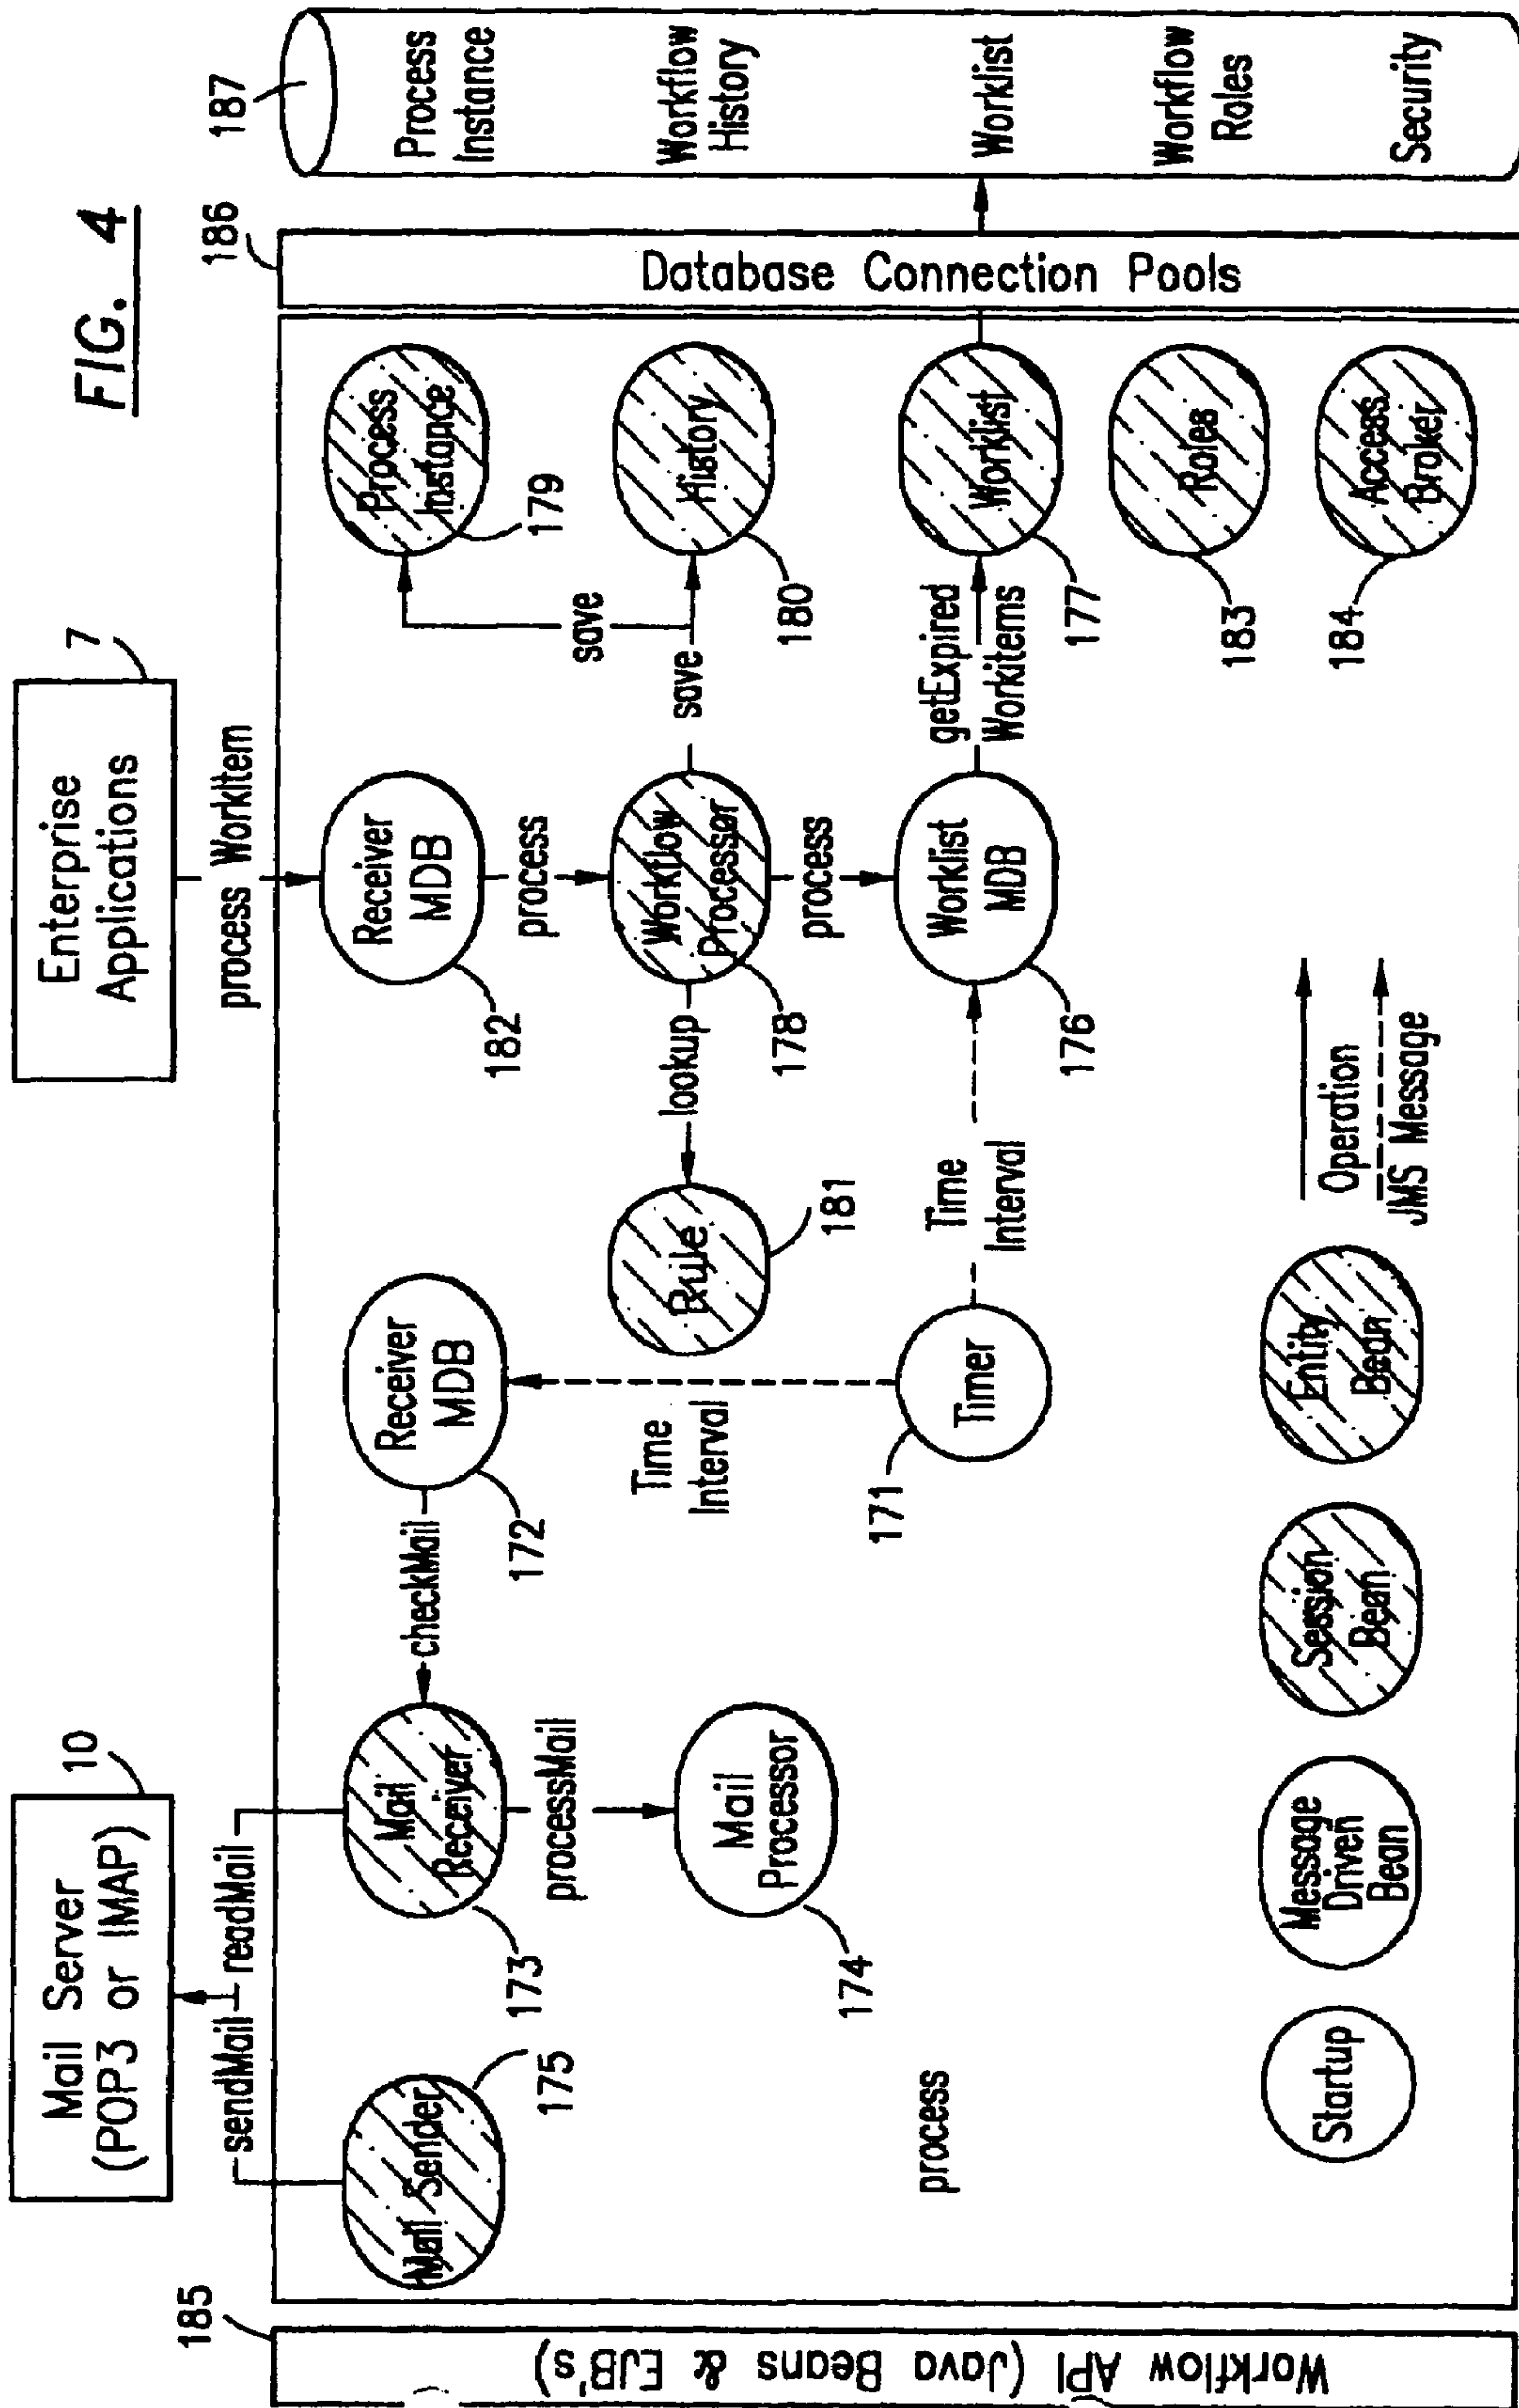 FIG. 4
Mail Server
(POP3 or IMAP)
10
Enterprise
Applications
7
sendMail
readMail
process WorkItem
185
Workflow API (Java Beans & EJB's)
Mail Sender
175
Mail
Receiver
173
checkMail
Receiver
MDB
172
processMail
Mail
Processor
174
Time
Interval
Timer
171
Time
Interval
Receiver
MDB
182
process
Workflow
Processor
178
lookup
Rule
181
process
Worklist
MDB
176
save
save
Process
Instance
179
History
180
getExpired
Workitems
Worklist
177
Roles
183
Access
Broker
184
process
Startup
Message
Driven
Bean
Session
Bean
Entity
Bean
Operation
JMS Message
186
Database Connection Pools
187
Process
Instance
Workflow
History
Worklist
Workflow
Roles
Security